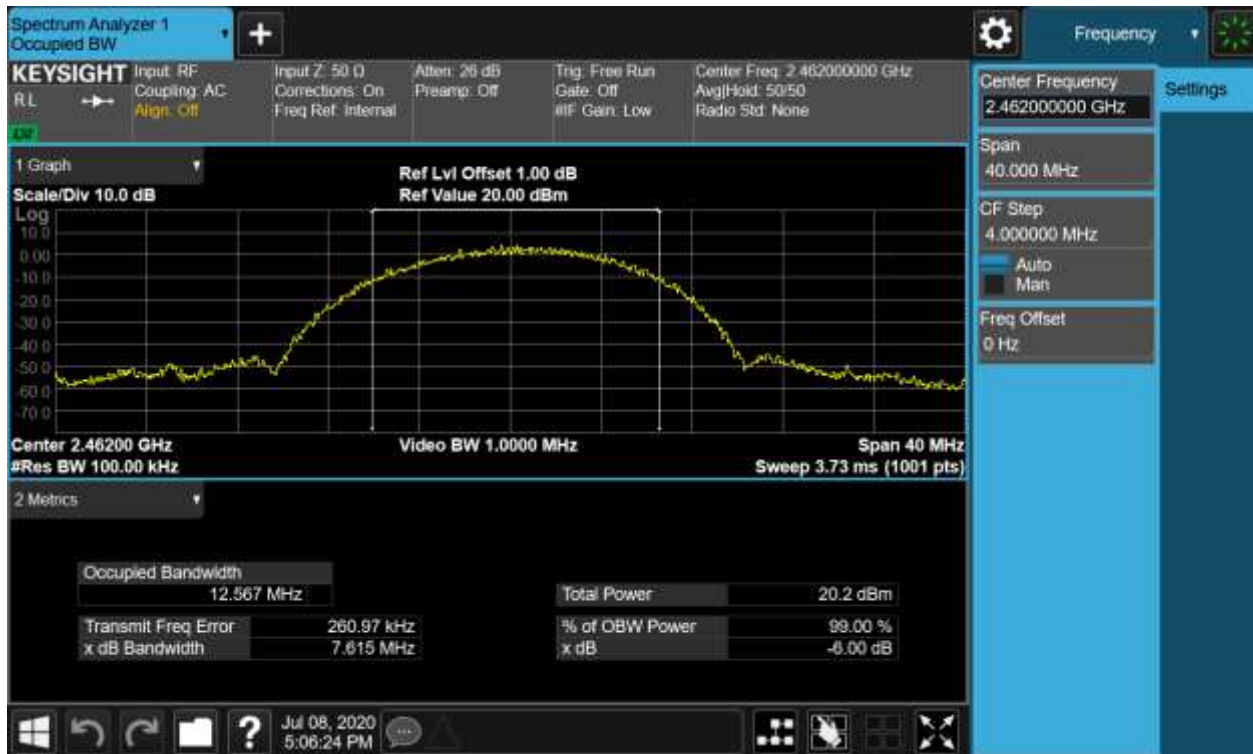 Spectrum Analyzer 1
Occupied BW
Frequency
KEYSIGHT
RL
Input: RF
Coupling: AC
Align: Off
Input Z: 50 Ω
Corrections: On
Freq Ref: Internal
Atten: 26 dB
Preamp: Off
Trig: Free Run
Gate: Off
#IF Gain: Low
Center Freq: 2.462000000 GHz
Avg|Hold: 50/50
Radio Std: None
Center Frequency
2.462000000 GHz
Settings
Span
40.000 MHz
CF Step
4.000000 MHz
Auto
Man
Freq Offset
0 Hz
1 Graph
Scale/Div 10.0 dB
Ref Lvl Offset 1.00 dB
Ref Value 20.00 dBm
Log
10.0
0.00
-10.0
-20.0
-30.0
-40.0
-50.0
-60.0
-70.0
Center 2.46200 GHz
#Res BW 100.00 kHz
Video BW 1.0000 MHz
Span 40 MHz
Sweep 3.73 ms (1001 pts)
2 Metrics
Occupied Bandwidth
12.567 MHz
Total Power 20.2 dBm
Transmit Freq Error 260.97 kHz
% of OBW Power 99.00 %
x dB Bandwidth 7.615 MHz
x dB -6.00 dB
?
Jul 08, 2020
5:06:24 PM